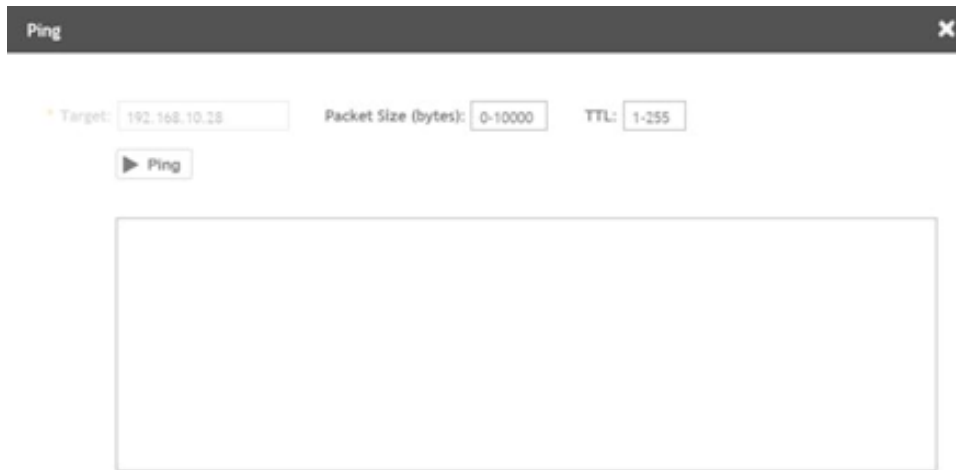 Ping
* Target: 192.168.10.28 Packet Size (bytes): 0-10000 TTL: 1-255
Ping